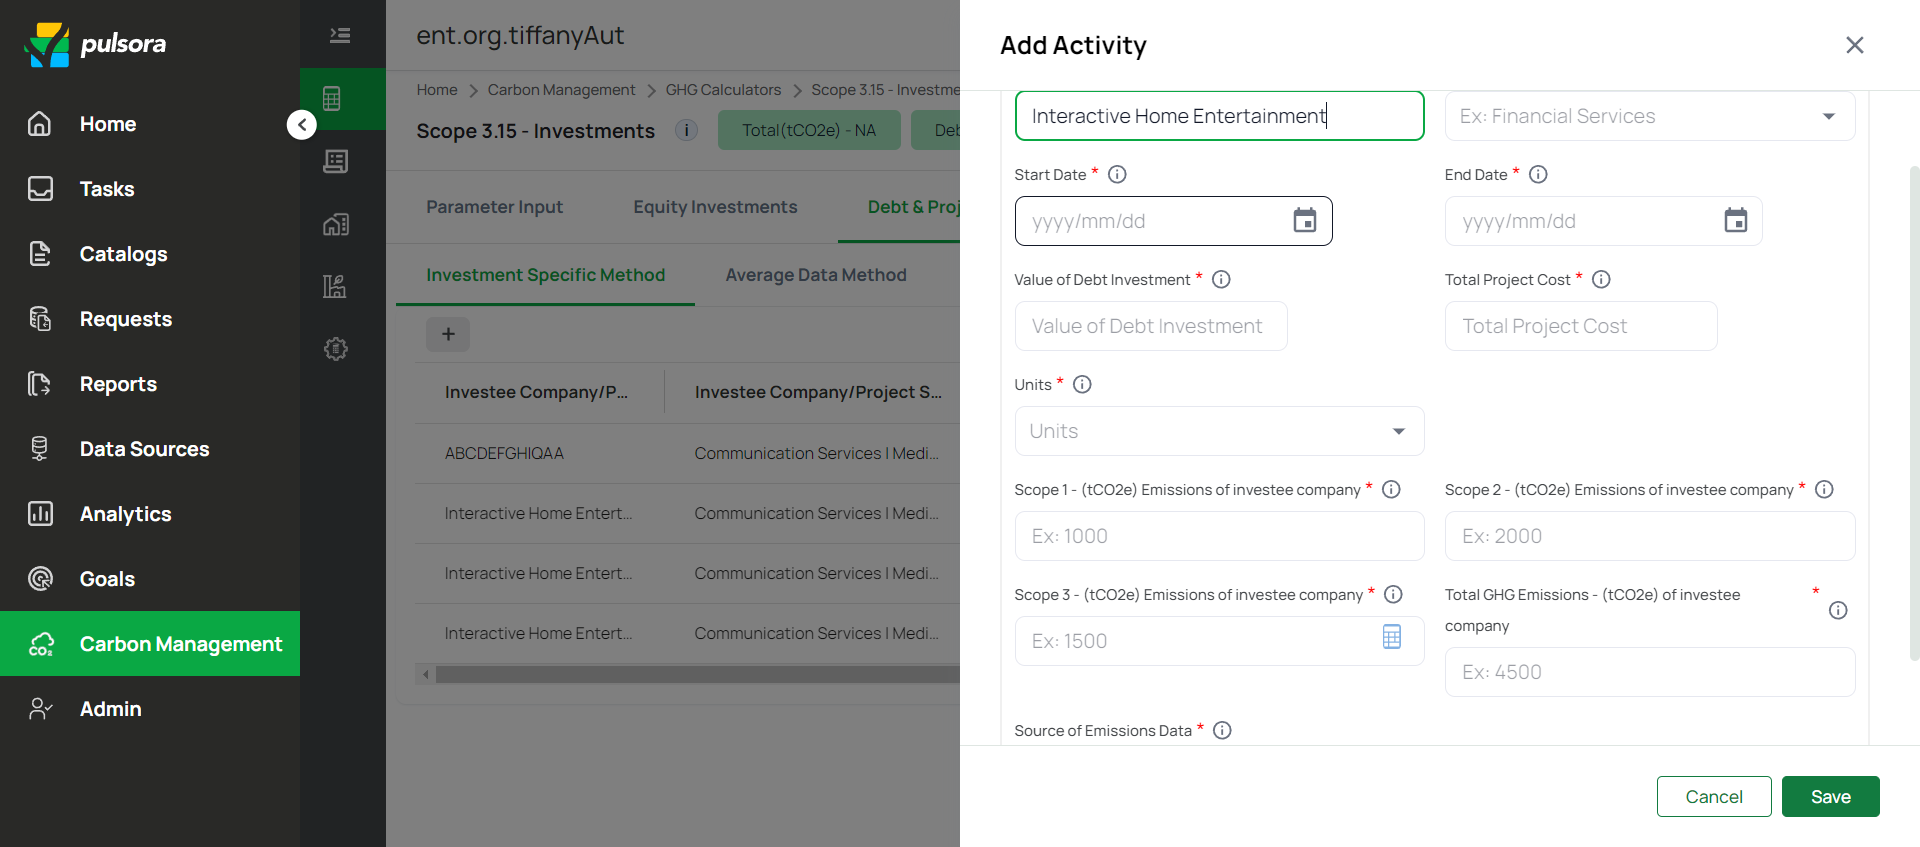 pulsora
Home
Tasks
Catalogs
Requests
Reports
Data Sources
Analytics
Goals
Carbon Management
Admin
ent.org.tiffanyAut
Home > Carbon Management > GHG Calculators > Scope 3.15 - Investme
Scope 3.15 - Investments
Total(tCO2e) - NA
Deb
Parameter Input
Equity Investments
Debt & Proj
Investment Specific Method
Average Data Method
+
Investee Company/P...
Investee Company/Project S...
ABCDEFGHIQAA
Communication Services | Medi...
Interactive Home Entert...
Communication Services | Medi...
Interactive Home Entert...
Communication Services | Medi...
Interactive Home Entert...
Communication Services | Medi...
Add Activity
Interactive Home Entertainment
Ex: Financial Services
Start Date *
End Date *
yyyy/mm/dd
yyyy/mm/dd
Value of Debt Investment *
Total Project Cost *
Value of Debt Investment
Total Project Cost
Units *
Units
Scope 1 - (tCO2e) Emissions of investee company *
Scope 2 - (tCO2e) Emissions of investee company *
Ex: 1000
Ex: 2000
Scope 3 - (tCO2e) Emissions of investee company *
Total GHG Emissions - (tCO2e) of investee *
company
Ex: 1500
Ex: 4500
Source of Emissions Data *
Cancel
Save